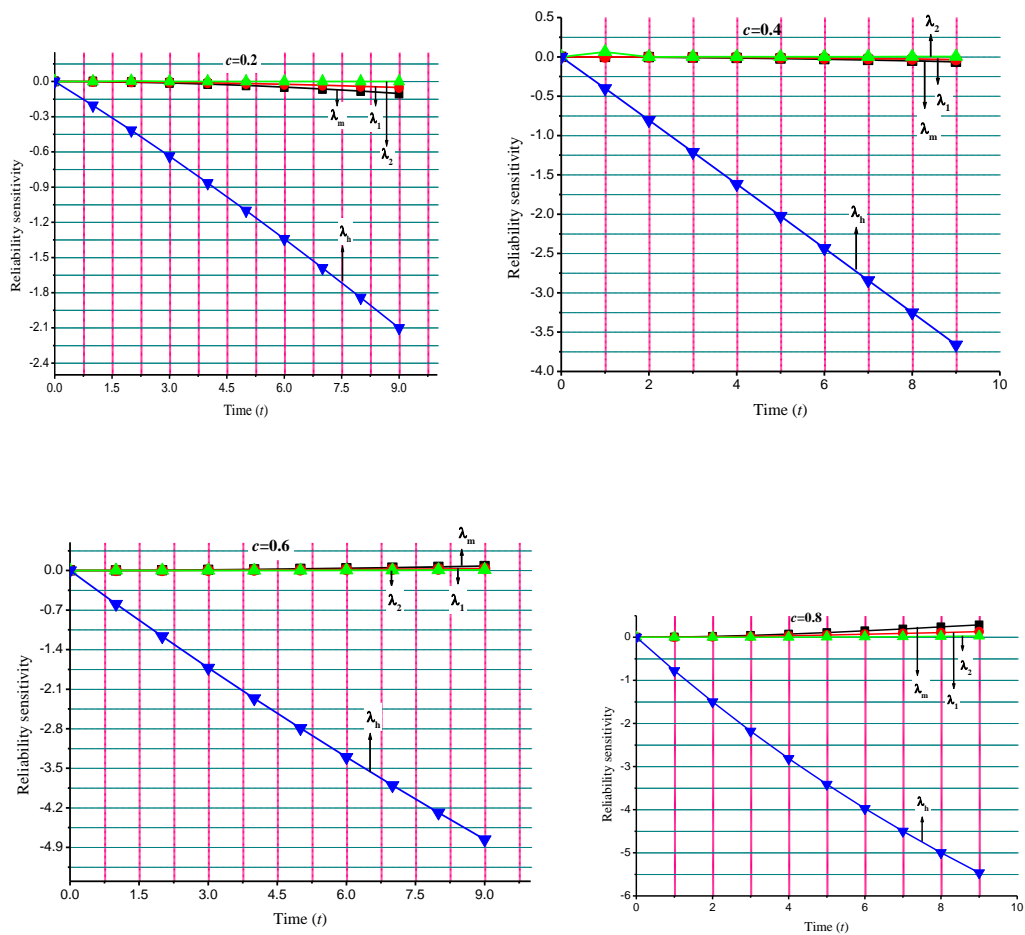 c=0.2
Reliability sensitivity
0.0
-0.3
-0.6
-0.9
-1.2
-1.5
-1.8
-2.1
-2.4
λm
λ1
λ2
λh
0.0 1.5 3.0 4.5 6.0 7.5 9.0
Time (t)
c=0.4
Reliability sensitivity
0.5
0.0
-0.5
-1.0
-1.5
-2.0
-2.5
-3.0
-3.5
-4.0
λ2
λ1
λm
λh
0 2 4 6 8 10
Time (t)
c=0.6
Reliability sensitivity
0.0
-0.7
-1.4
-2.1
-2.8
-3.5
-4.2
-4.9
λm
λ2
λ1
λh
0.0 1.5 3.0 4.5 6.0 7.5 9.0
Time (t)
c=0.8
Reliability sensitivity
0
-1
-2
-3
-4
-5
-6
λ2
λm
λ1
λh
0 2 4 6 8 10
Time (t)